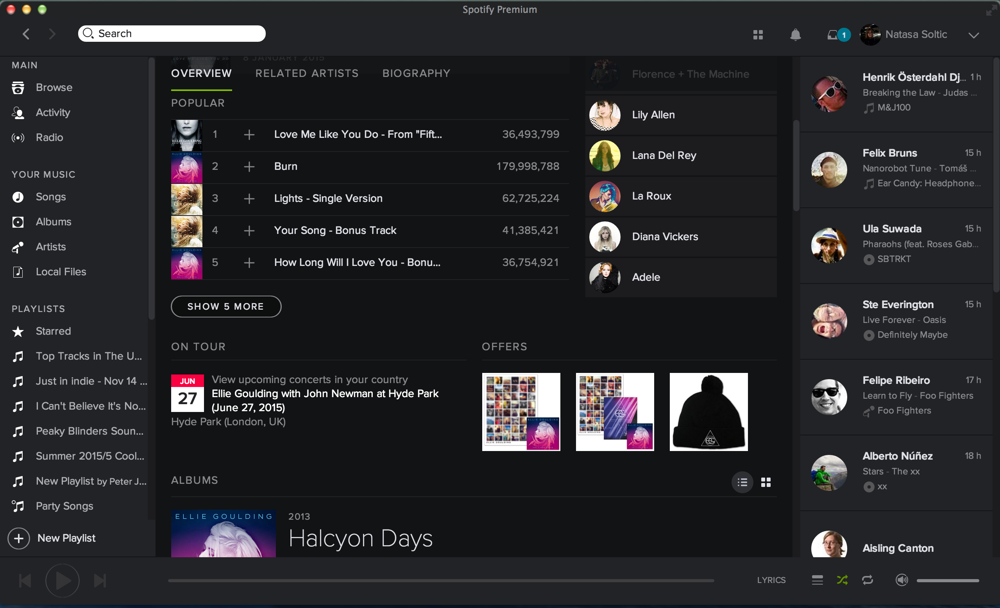 Spotify Premium
Search
1
Natasa Soltic
MAIN
Browse
Activity
Radio
YOUR MUSIC
Songs
Albums
Artists
Local Files
PLAYLISTS
Starred
Top Tracks in The U...
Just in indie - Nov 14 ...
I Can't Believe It's No...
Peaky Blinders Soun...
Summer 2015/5 Cool...
New Playlist by Peter J...
Party Songs
New Playlist
8 JANUARY 2015
OVERVIEW RELATED ARTISTS BIOGRAPHY
POPULAR
1 Love Me Like You Do - From "Fift... 36,493,799
2 Burn 179,998,788
3 Lights - Single Version 62,725,224
4 Your Song - Bonus Track 41,385,421
5 How Long Will I Love You - Bonu... 36,754,921
SHOW 5 MORE
Florence + The Machine
Lily Allen
Lana Del Rey
La Roux
Diana Vickers
Adele
ON TOUR
JUN
27
View upcoming concerts in your country
Ellie Goulding with John Newman at Hyde Park
(June 27, 2015)
Hyde Park (London, UK)
OFFERS
ELLIE GOULDING
ALBUMS
ELLIE GOULDING
2013
Halcyon Days
Henrik Österdahl Dj... 1 h
Breaking the Law - Judas ...
M&J100
Felix Bruns 15 h
Nanorobot Tune - Tomáš ...
Ear Candy: Headphone...
Ula Suwada 15 h
Pharaohs (feat. Roses Gab...
SBTRKT
Ste Everington 15 h
Live Forever - Oasis
Definitely Maybe
Felipe Ribeiro 17 h
Learn to Fly - Foo Fighters
Foo Fighters
Alberto Núñez 18 h
Stars - The xx
xx
Aisling Canton
LYRICS